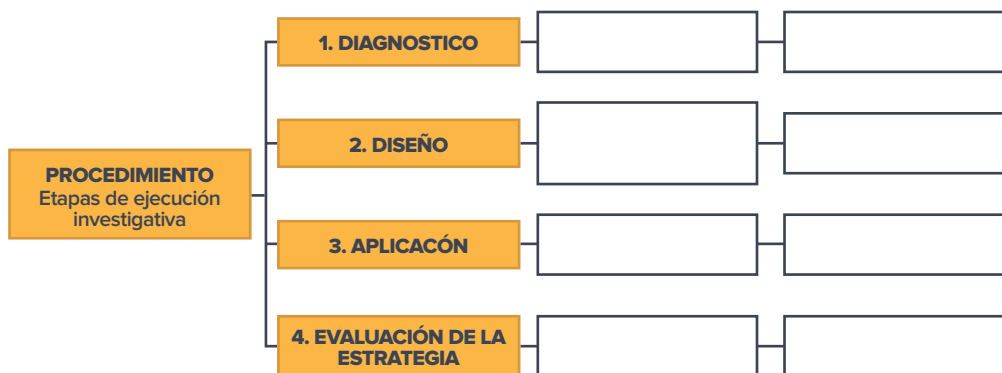 1. DIAGNOSTICO
2. DISEÑO
PROCEDIMIENTO
Etapas de ejecución
investigativa
3. APLICACÓN
4. EVALUACIÓN DE LA
ESTRATEGIA